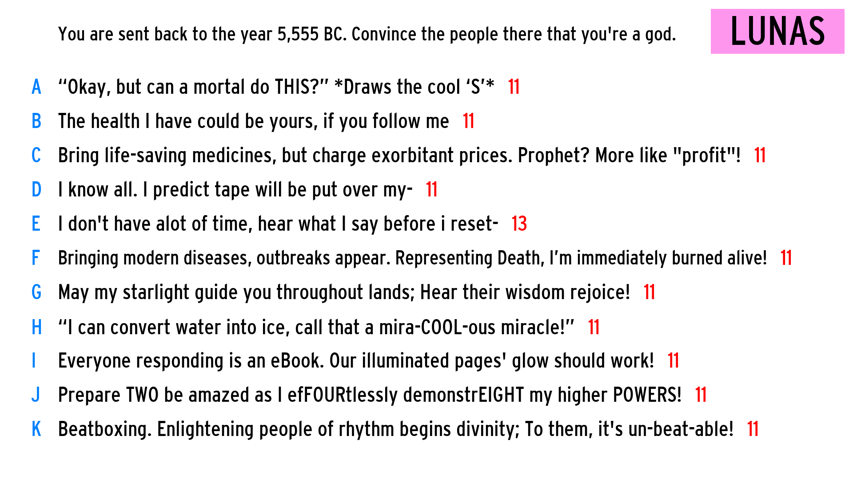 You are sent back to the year 5,555 BC. Convince the people there that you're a god.
LUNAS
A “Okay, but can a mortal do THIS?” *Draws the cool ‘S’* 11
B The health I have could be yours, if you follow me 11
C Bring life-saving medicines, but charge exorbitant prices. Prophet? More like "profit"! 11
D I know all. I predict tape will be put over my- 11
E I don't have alot of time, hear what I say before i reset- 13
F Bringing modern diseases, outbreaks appear. Representing Death, I’m immediately burned alive! 11
G May my starlight guide you throughout lands; Hear their wisdom rejoice! 11
H “I can convert water into ice, call that a mira-COOL-ous miracle!” 11
I Everyone responding is an eBook. Our illuminated pages' glow should work! 11
J Prepare TWO be amazed as I efFOURtlessly demonstrEIGHT my higher POWERS! 11
K Beatboxing. Enlightening people of rhythm begins divinity; To them, it's un-beat-able! 11